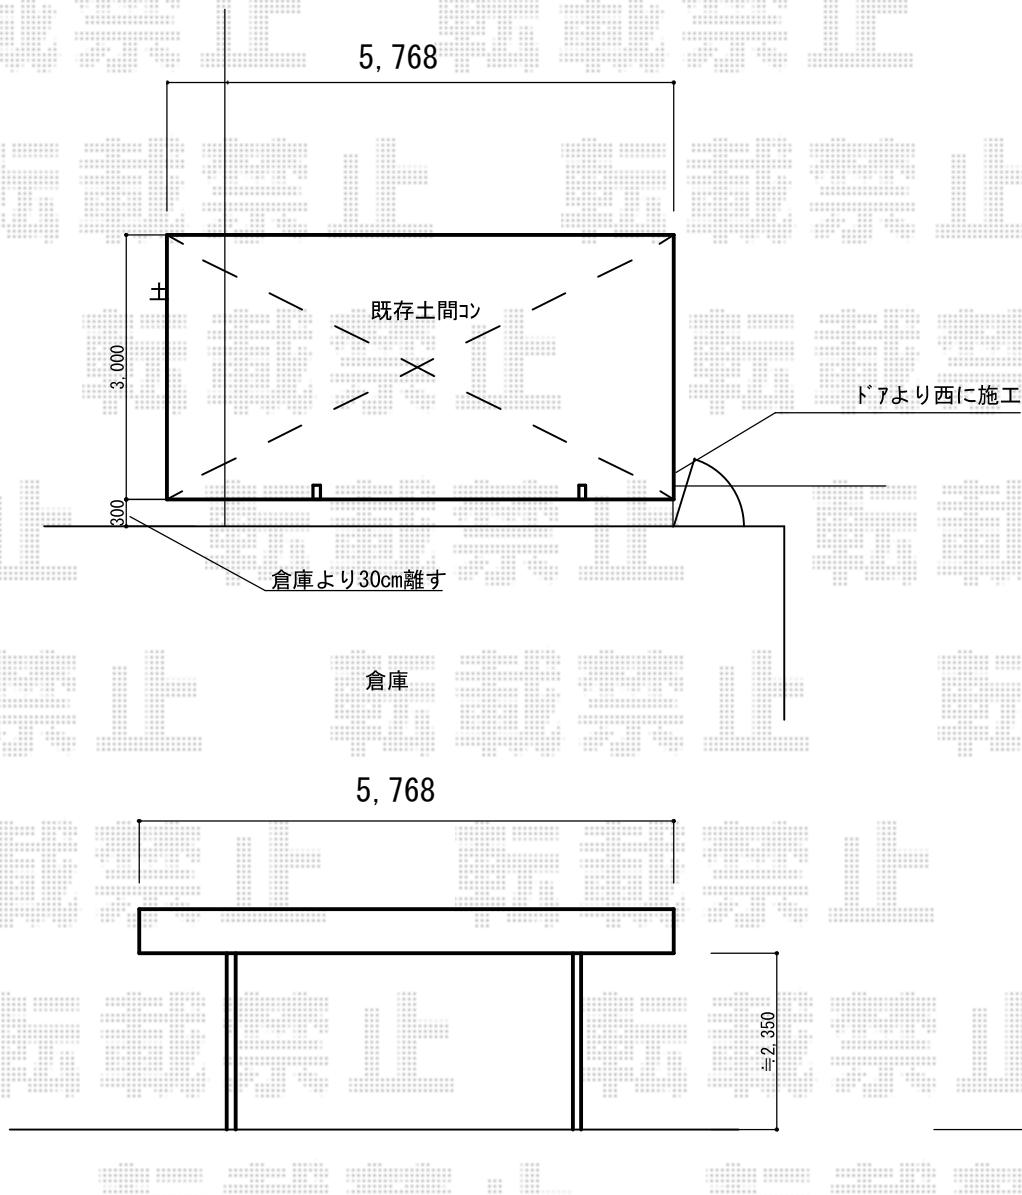 5,768
土
既存土間ｺﾝ
3,000
ﾄﾞｱより西に施工
300
倉庫より30cm離す
倉庫
5,768
≒2,350
転載禁止